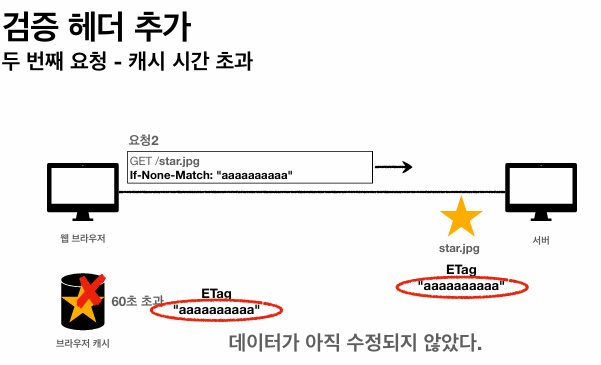 검증 헤더 추가
두 번째 요청 - 캐시 시간 초과
요청2
GET /star.jpg
If-None-Match: "aaaaaaaaaa"
웹 브라우저
star.jpg
서버
ETag
"aaaaaaaaaa"
60초 초과
ETag
"aaaaaaaaaa"
브라우저 캐시
데이터가 아직 수정되지 않았다.